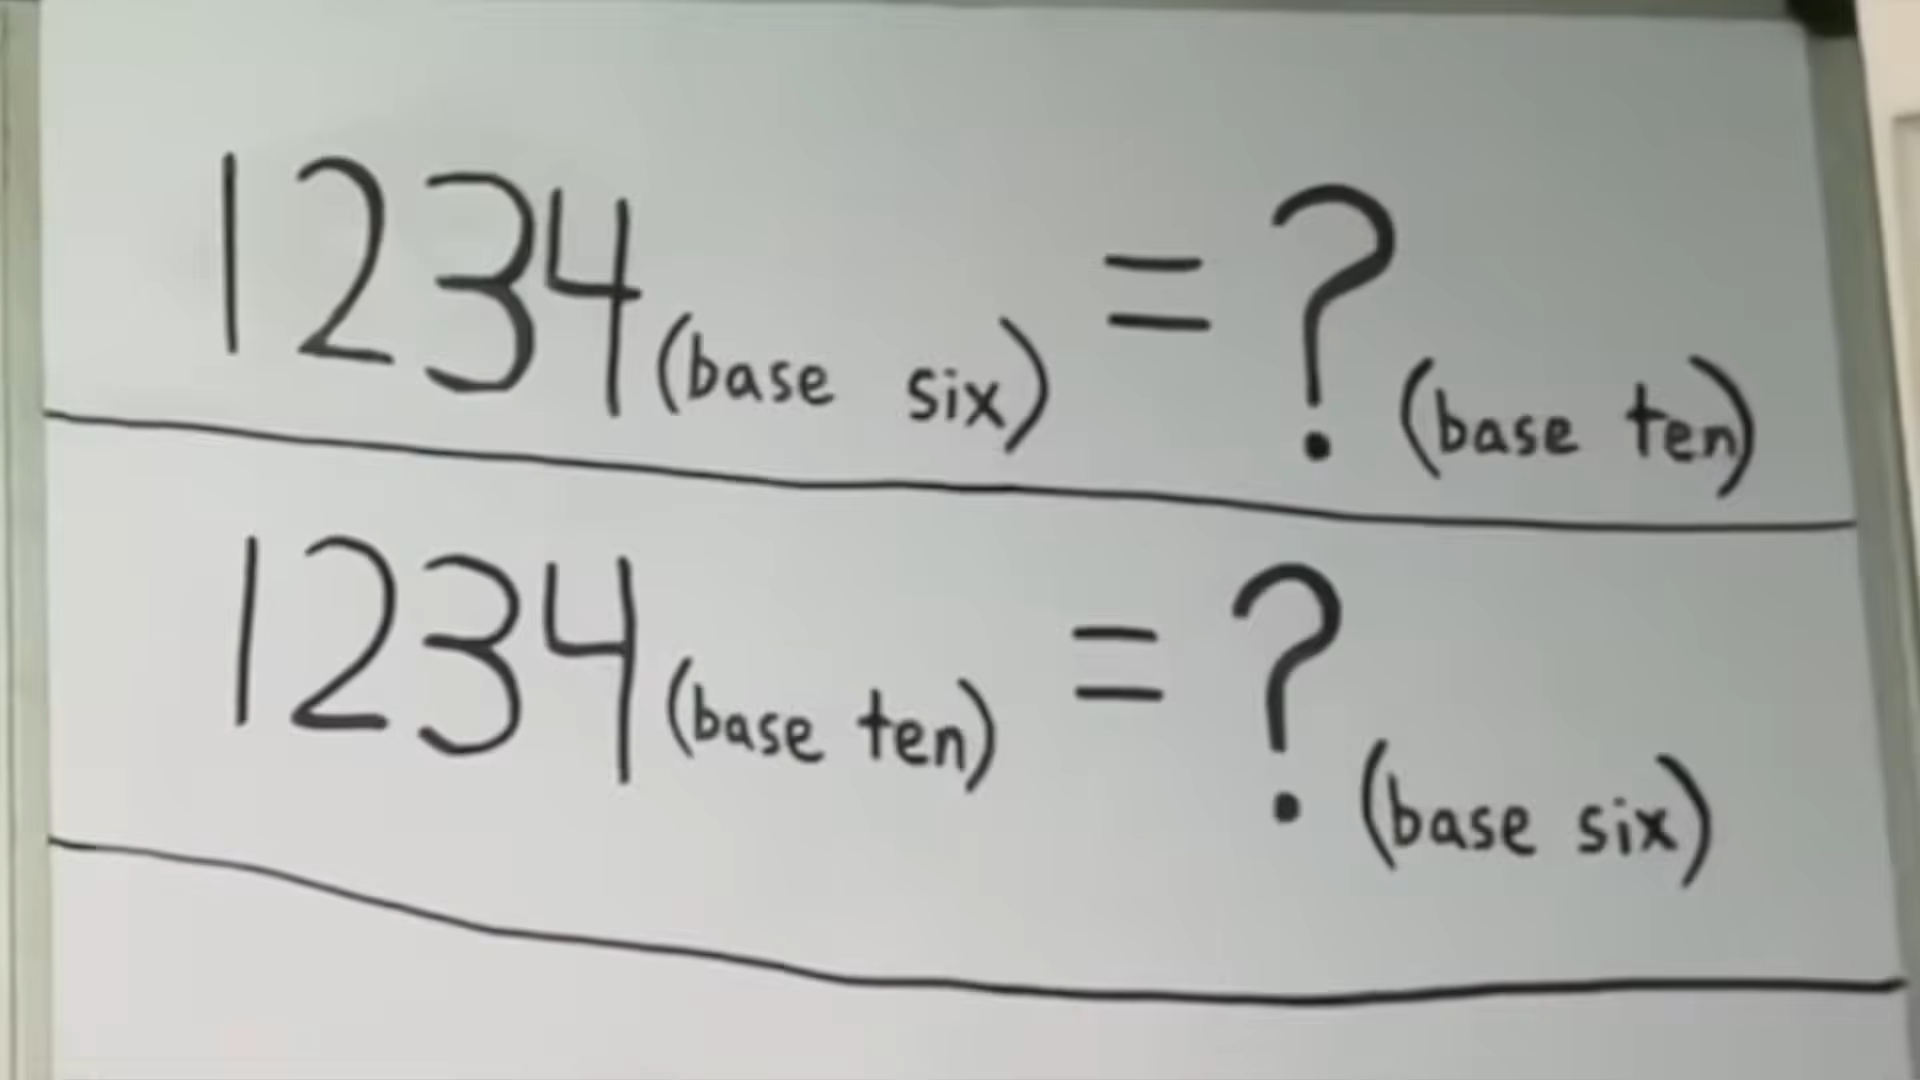 1234(base six) = ?(base ten)
1234(base ten) = ?(base six)